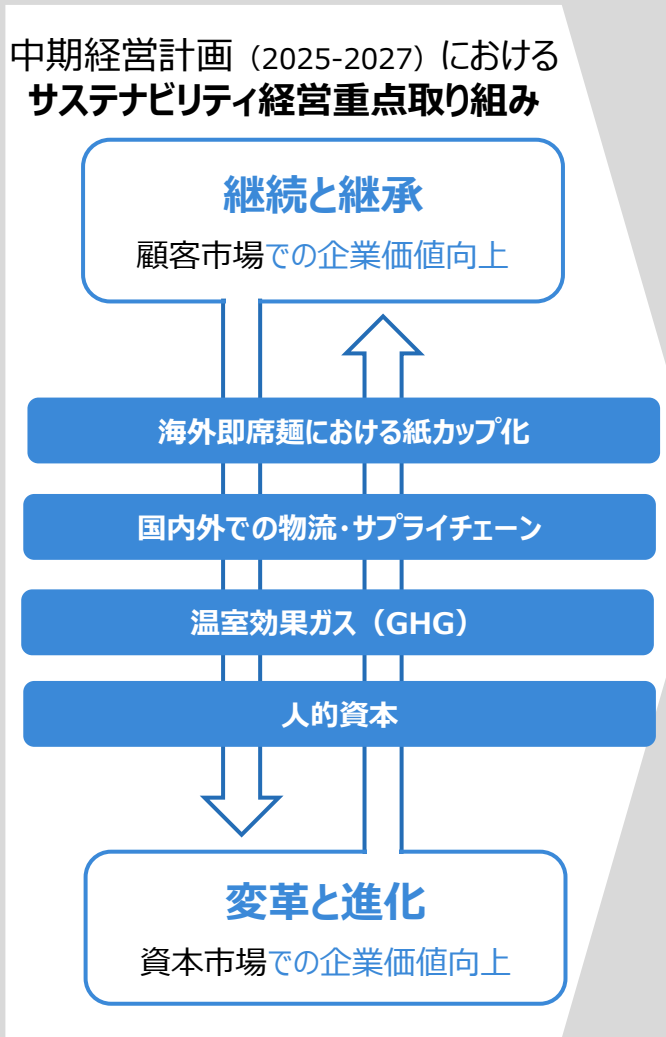 中期経営計画（2025-2027）における
サステナビリティ経営重点取り組み
継続と継承
顧客市場での企業価値向上
海外即席麺における紙カップ化
国内外での物流・サプライチェーン
温室効果ガス（GHG）
人的資本
変革と進化
資本市場での企業価値向上